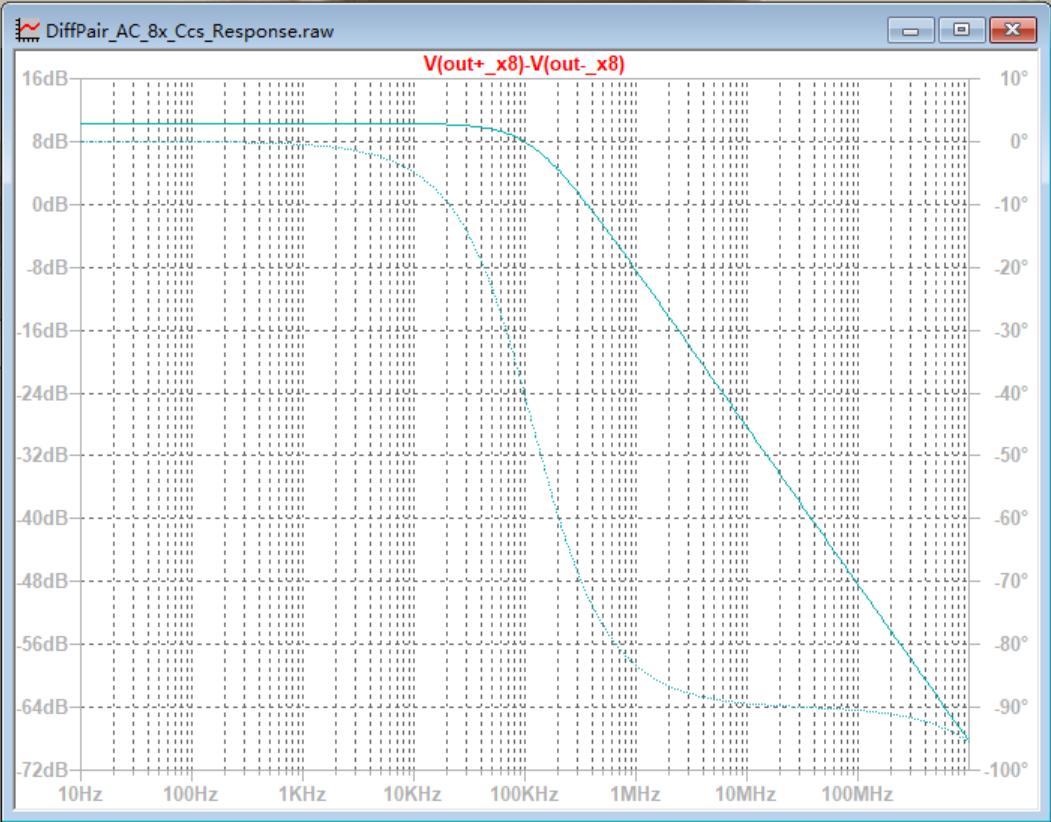 DiffPair_AC_8x_Ccs_Response.raw
V(out+_x8)-V(out-_x8)
16dB 10°
8dB 0°
0dB -10°
-8dB -20°
-16dB -30°
-24dB -40°
-32dB -50°
-40dB -60°
-48dB -70°
-56dB -80°
-64dB -90°
-72dB -100°
10Hz 100Hz 1KHz 10KHz 100KHz 1MHz 10MHz 100MHz